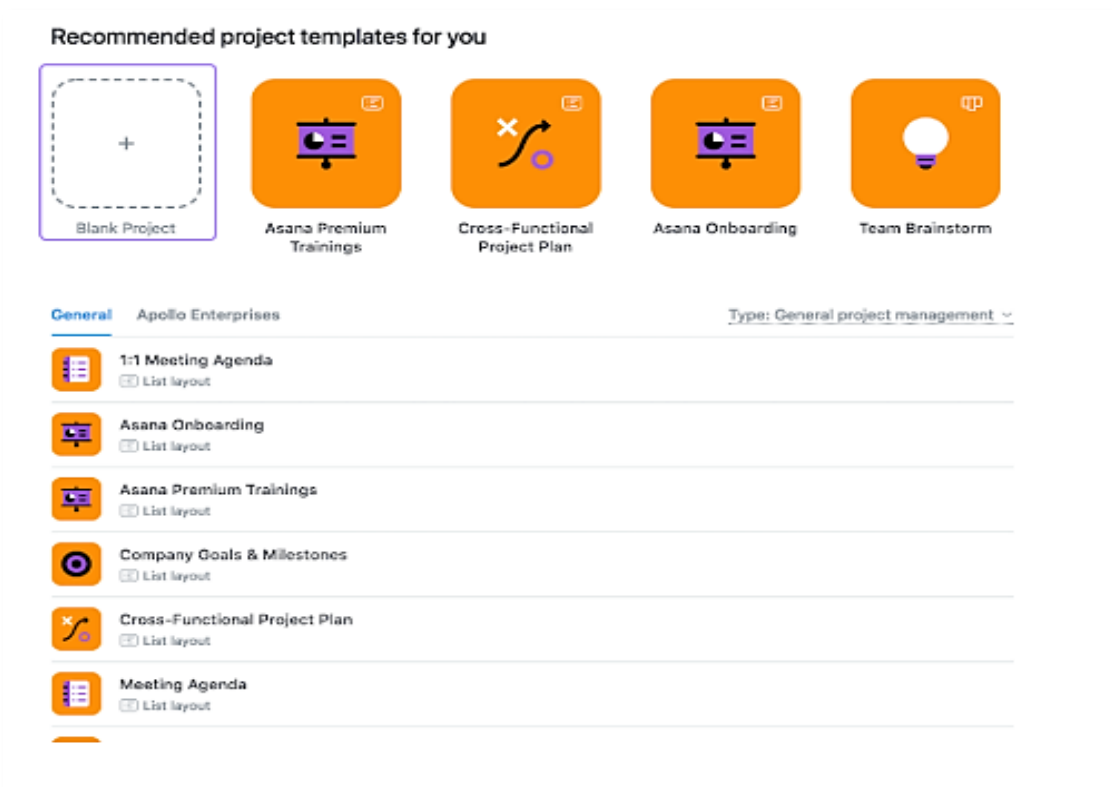 Recommended project templates for you
+
Blank Project
Asana Premium
Trainings
Cross-Functional
Project Plan
Asana Onboarding
Team Brainstorm
General
Apollo Enterprises
Type: General project management
1:1 Meeting Agenda
List layout
Asana Onboarding
List layout
Asana Premium Trainings
List layout
Company Goals & Milestones
List layout
Cross-Functional Project Plan
List layout
Meeting Agenda
List layout